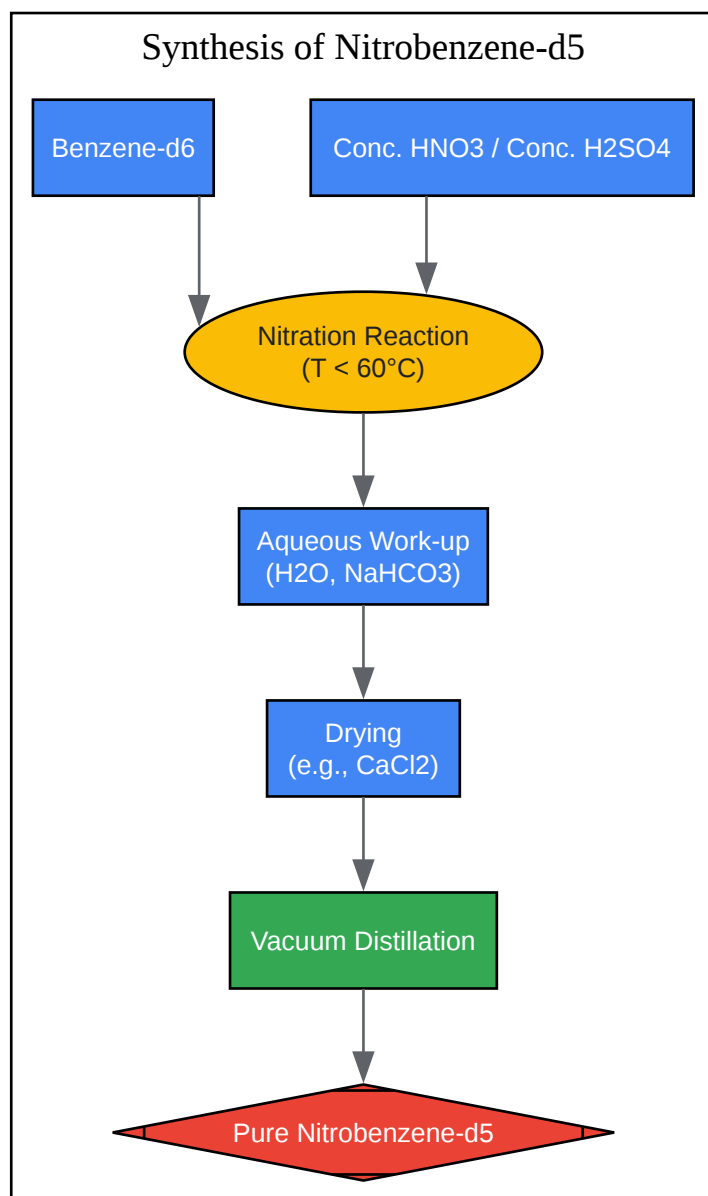 Synthesis of Nitrobenzene-d5
Benzene-d6
Conc. HNO3 / Conc. H2SO4
Nitration Reaction
(T < 60°C)
Aqueous Work-up
(H2O, NaHCO3)
Drying
(e.g., CaCl2)
Vacuum Distillation
Pure Nitrobenzene-d5